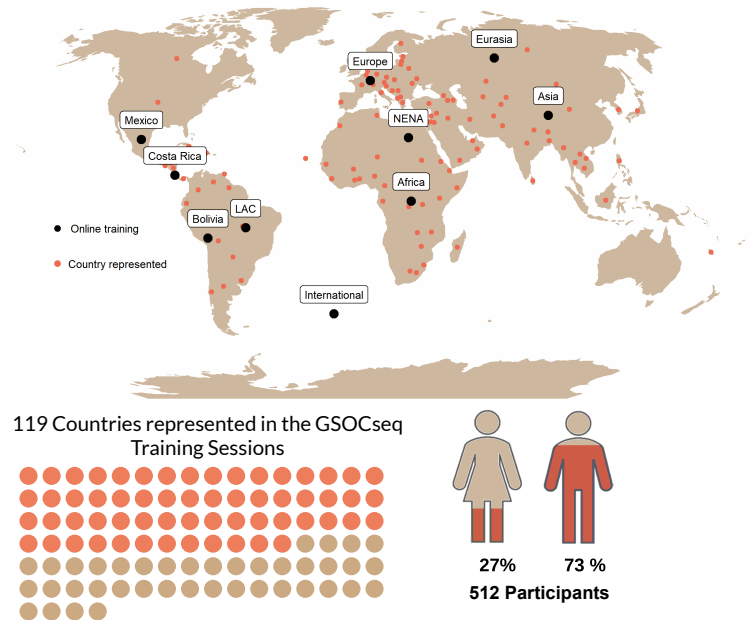 Eurasia
Europe
Asia
Mexico
NENA
Costa Rica
Africa
LAC
Bolivia
Online training
Country represented
International
119 Countries represented in the GSOCseq
Training Sessions
27%
73 %
512 Participants